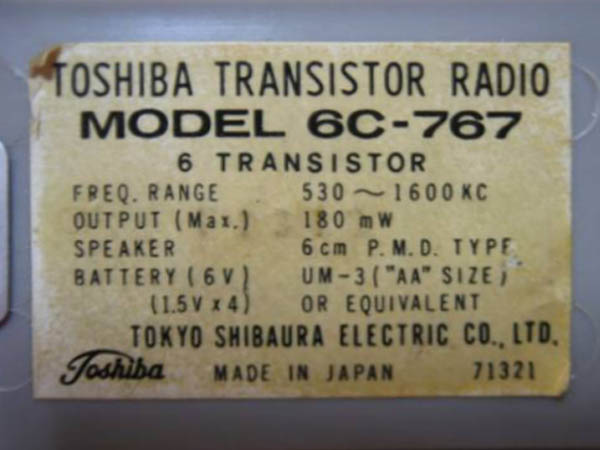 TOSHIBA TRANSISTOR RADIO
MODEL 6C-767
6 TRANSISTOR
FREQ. RANGE 530 ~ 1600 KC
OUTPUT (Max.) 180 mW
SPEAKER 6cm P.M.D. TYPE
BATTERY (6V) UM-3 ("AA" SIZE)
(1.5V x 4) OR EQUIVALENT
TOKYO SHIBAURA ELECTRIC CO., LTD.
Toshiba MADE IN JAPAN 71321